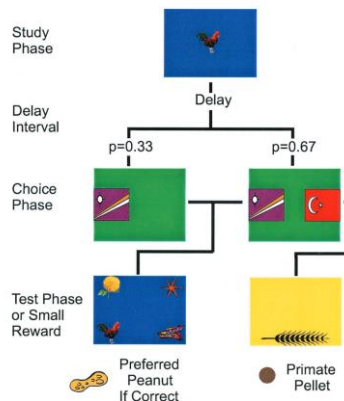 Study
Phase
Delay
Delay
Interval
p=0.33
p=0.67
Choice
Phase
Test Phase
or Small
Reward
Preferred
Peanut
If Correct
Primate
Pellet